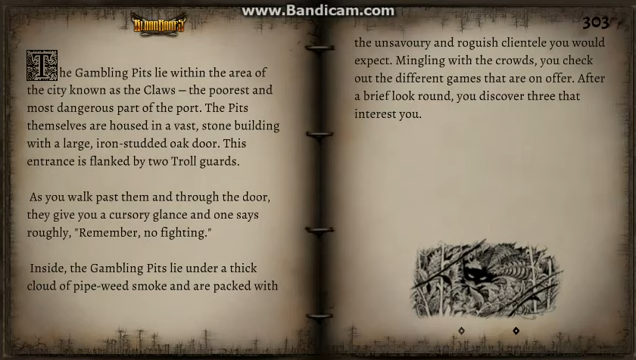 www.Bandicam.com
BLOODBONES
303
The Gambling Pits lie within the area of
the city known as the Claws – the poorest and
most dangerous part of the port. The Pits
themselves are housed in a vast, stone building
with a large, iron-studded oak door. This
entrance is flanked by two Troll guards.
As you walk past them and through the door,
they give you a cursory glance and one says
roughly, "Remember, no fighting."
Inside, the Gambling Pits lie under a thick
cloud of pipe-weed smoke and are packed with
the unsavoury and roguish clientele you would
expect. Mingling with the crowds, you check
out the different games that are on offer. After
a brief look round, you discover three that
interest you.